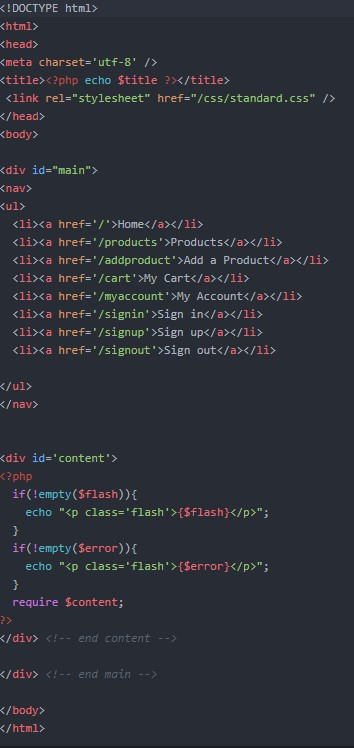 <!DOCTYPE html>
<html>
<head>
<meta charset='utf-8' />
<title><?php echo $title ?></title>
 <link rel="stylesheet" href="/css/standard.css" />
</head>
<body>

<div id="main">
<nav>
<ul>
  <li><a href='/'>Home</a></li>
  <li><a href='/products'>Products</a></li>
  <li><a href='/addproduct'>Add a Product</a></li>
  <li><a href='/cart'>My Cart</a></li>
  <li><a href='/myaccount'>My Account</a></li>
  <li><a href='/signin'>Sign in</a></li>
  <li><a href='/signup'>Sign up</a></li>
  <li><a href='/signout'>Sign out</a></li>

</ul>
</nav>


<div id='content'>
<?php
  if(!empty($flash)){
    echo "<p class='flash'>{$flash}</p>";
  }
  if(!empty($error)){
    echo "<p class='flash'>{$error}</p>";
  }
  require $content;
?>
</div> <!-- end content -->

</div> <!-- end main -->

</body>
</html>